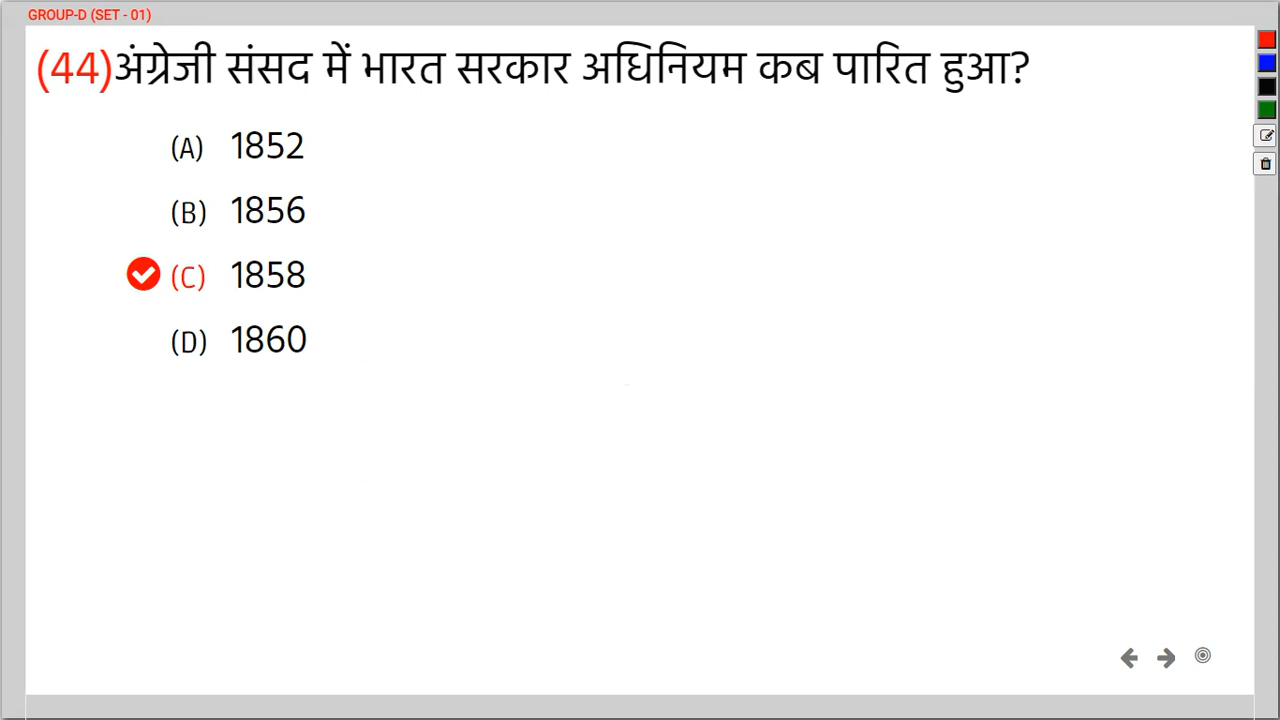 GROUP-D (SET - 01)
(44)अंग्रेजी संसद में भारत सरकार अधिनियम कब पारित हुआ?
(A) 1852
(B) 1856
(C) 1858
(D) 1860